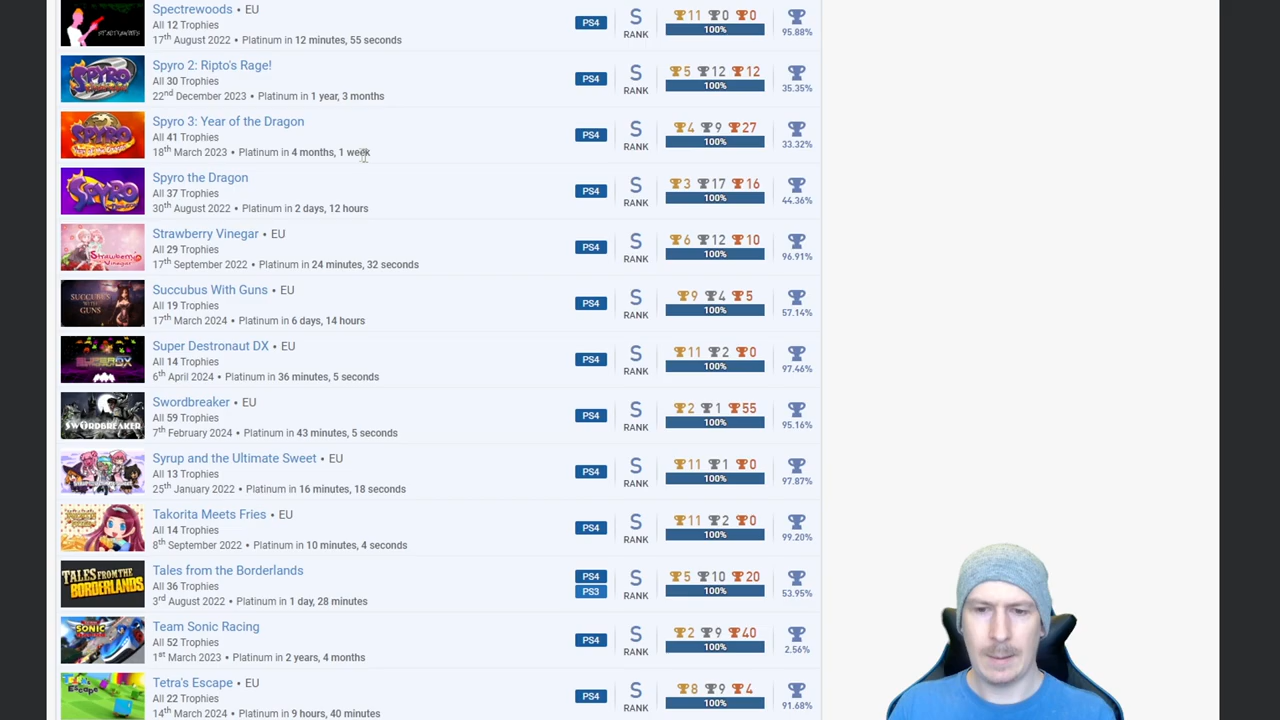 Spectrewoods • EU
All 12 Trophies
17th August 2022 • Platinum in 12 minutes, 55 seconds
PS4
S
RANK
11 0 0
100%
95.88%
SPYRO
Spyro 2: Ripto's Rage!
All 30 Trophies
22nd December 2023 • Platinum in 1 year, 3 months
PS4
S
RANK
5 12 12
100%
35.35%
SPYRO
Spyro 3: Year of the Dragon
All 41 Trophies
18th March 2023 • Platinum in 4 months, 1 week
PS4
S
RANK
4 9 27
100%
33.32%
SPYRO
Spyro the Dragon
All 37 Trophies
30th August 2022 • Platinum in 2 days, 12 hours
PS4
S
RANK
3 17 16
100%
44.36%
Strawberry Vinegar
Strawberry Vinegar • EU
All 29 Trophies
17th September 2022 • Platinum in 24 minutes, 32 seconds
PS4
S
RANK
6 12 10
100%
96.91%
SUCCUBUS
WITH
GUNS
Succubus With Guns • EU
All 19 Trophies
17th March 2024 • Platinum in 6 days, 14 hours
PS4
S
RANK
9 4 5
100%
57.14%
Super Destronaut DX • EU
All 14 Trophies
6th April 2024 • Platinum in 36 minutes, 5 seconds
PS4
S
RANK
11 2 0
100%
97.46%
SWORDBREAKER
Swordbreaker • EU
All 59 Trophies
7th February 2024 • Platinum in 43 minutes, 5 seconds
PS4
S
RANK
2 1 55
100%
95.16%
Syrup and the Ultimate Sweet • EU
All 13 Trophies
25th January 2022 • Platinum in 16 minutes, 18 seconds
PS4
S
RANK
11 1 0
100%
97.87%
Takorita Meets Fries • EU
All 14 Trophies
8th September 2022 • Platinum in 10 minutes, 4 seconds
PS4
S
RANK
11 2 0
100%
99.20%
TALES FROM THE
BORDERLANDS
Tales from the Borderlands
All 36 Trophies
3rd August 2022 • Platinum in 1 day, 28 minutes
PS4
PS3
S
RANK
5 10 20
100%
53.95%
TEAM
SONIC
RACING
Team Sonic Racing
All 52 Trophies
1st March 2023 • Platinum in 2 years, 4 months
PS4
S
RANK
2 9 40
100%
2.56%
Tetra's Escape • EU
All 22 Trophies
14th March 2024 • Platinum in 9 hours, 40 minutes
PS4
S
RANK
8 9 4
100%
91.68%